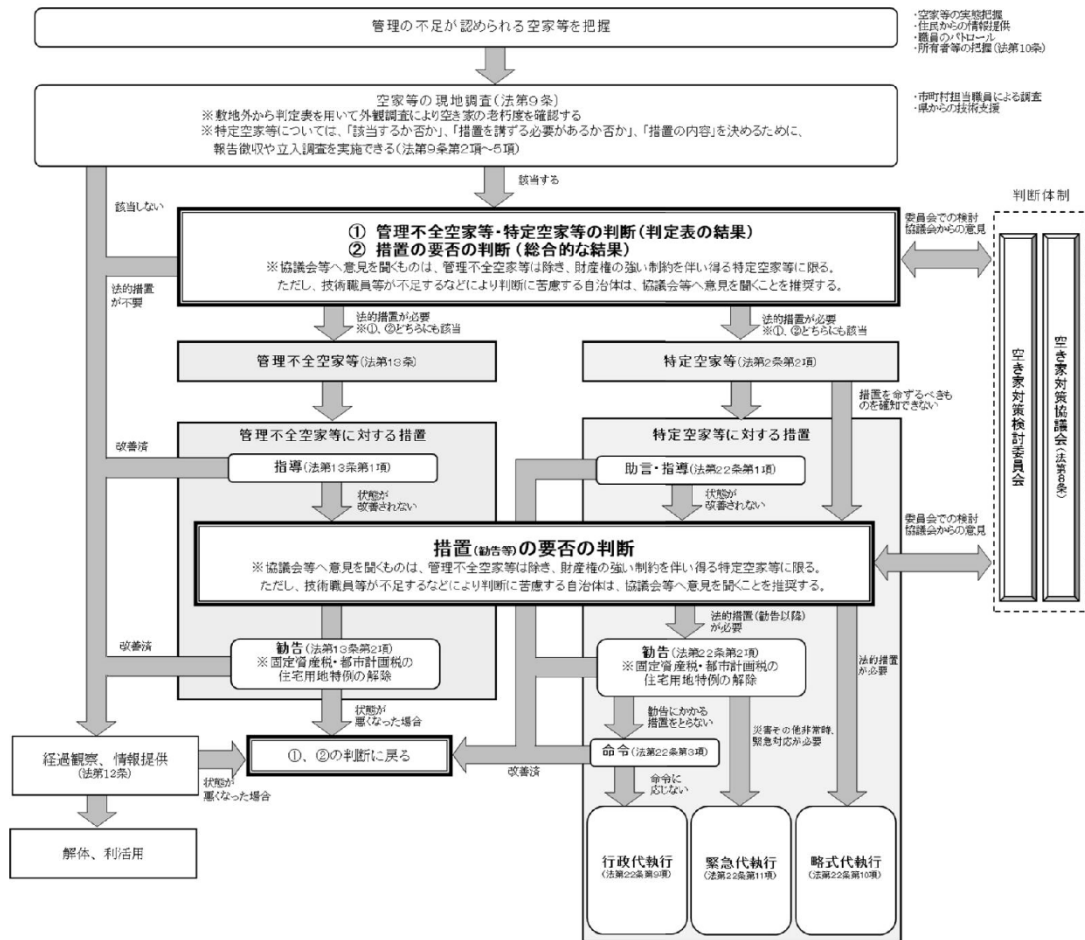 管理の不足が認められる空家等を把握
・空家等の実態把握
・住民からの情報提供
・職員のパトロール
・所有者等の把握(法第10条)
空家等の現地調査(法第9条)
※敷地外から判定表を用いて外観調査により空き家の老朽度を確認する
※特定空家等については、「該当するか否か」、「措置を講ずる必要があるか否か」、「措置の内容」を決めるために、
報告徴収や立入調査を実施できる(法第9条第2項~5項)
・市町村担当職員による調査
・県からの技術支援
該当する
該当しない
判断体制
① 管理不全空家等・特定空家等の判断(判定表の結果)
② 措置の要否の判断(総合的な結果)
※協議会等へ意見を聞くものは、管理不全空家等は除き、財産権の強い制約を伴い得る特定空家等に限る。
ただし、技術職員等が不足するなどにより判断に苦慮する自治体は、協議会等へ意見を聞くことを推奨する。
委員会での検討
協議会からの意見
法的措置
が不要
法的措置が必要
※①、②どちらにも該当
法的措置が必要
※①、②どちらにも該当
管理不全空家等(法第13条)
特定空家等(法第2条第2項)
措置を命ずるべきも
のを確知できない
空き家対策検討委員会
空き家対策協議会(法第8条)
管理不全空家等に対する措置
特定空家等に対する措置
改善済
指導(法第13条第1項)
助言・指導(法第22条第1項)
状態が
改善されない
状態が
改善されない
措置(勧告等)の要否の判断
※協議会等へ意見を聞くものは、管理不全空家等は除き、財産権の強い制約を伴い得る特定空家等に限る。
ただし、技術職員等が不足するなどにより判断に苦慮する自治体は、協議会等へ意見を聞くことを推奨する。
委員会での検討
協議会からの意見
法的措置(勧告以降)
が必要
改善済
勧告(法第13条第2項)
※固定資産税・都市計画税の
住宅用地特例の解除
勧告(法第22条第2項)
※固定資産税・都市計画税の
住宅用地特例の解除
法的措置
が必要
状態が
悪くなった場合
勧告にかかる
措置をとらない
災害その他非常時、
緊急対応が必要
経過観察、情報提供
(法第12条)
①、②の判断に戻る
命令(法第22条第3項)
改善済
状態が
悪くなった場合
命令に
応じない
解体、利活用
行政代執行
(法第22条第9項)
緊急代執行
(法第22条第11項)
略式代執行
(法第22条第10項)